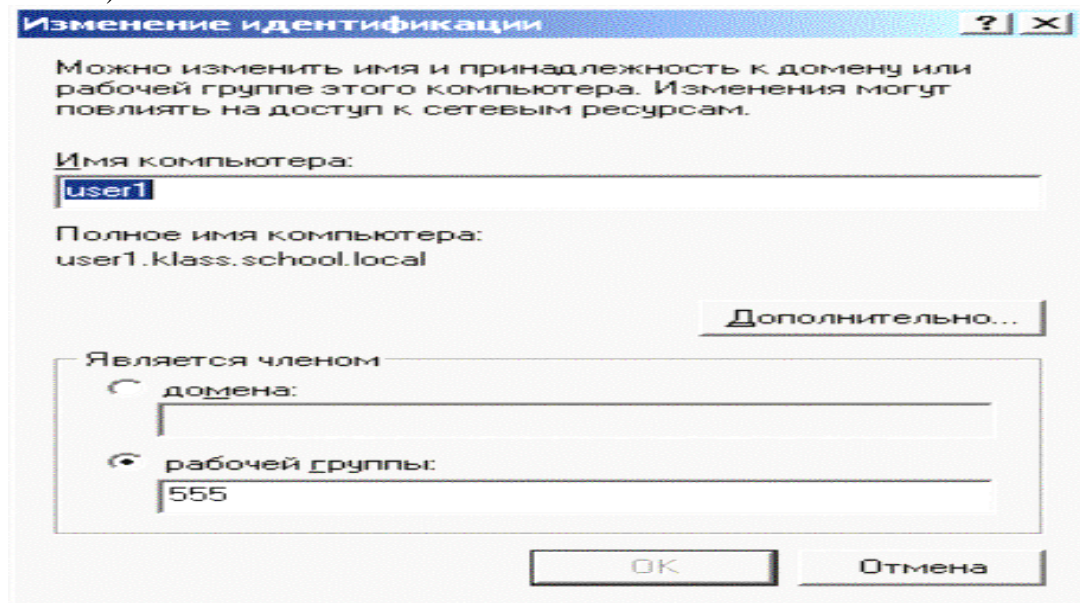 )
Изменение идентификации
? ×
Можно изменить имя и принадлежность к домену или
рабочей группе этого компьютера. Изменения могут
повлиять на доступ к сетевым ресурсам.
Имя компьютера:
user1
Полное имя компьютера:
user1.klass.school.local
Дополнительно...
Является членом
домена:
рабочей группы:
555
OK Отмена